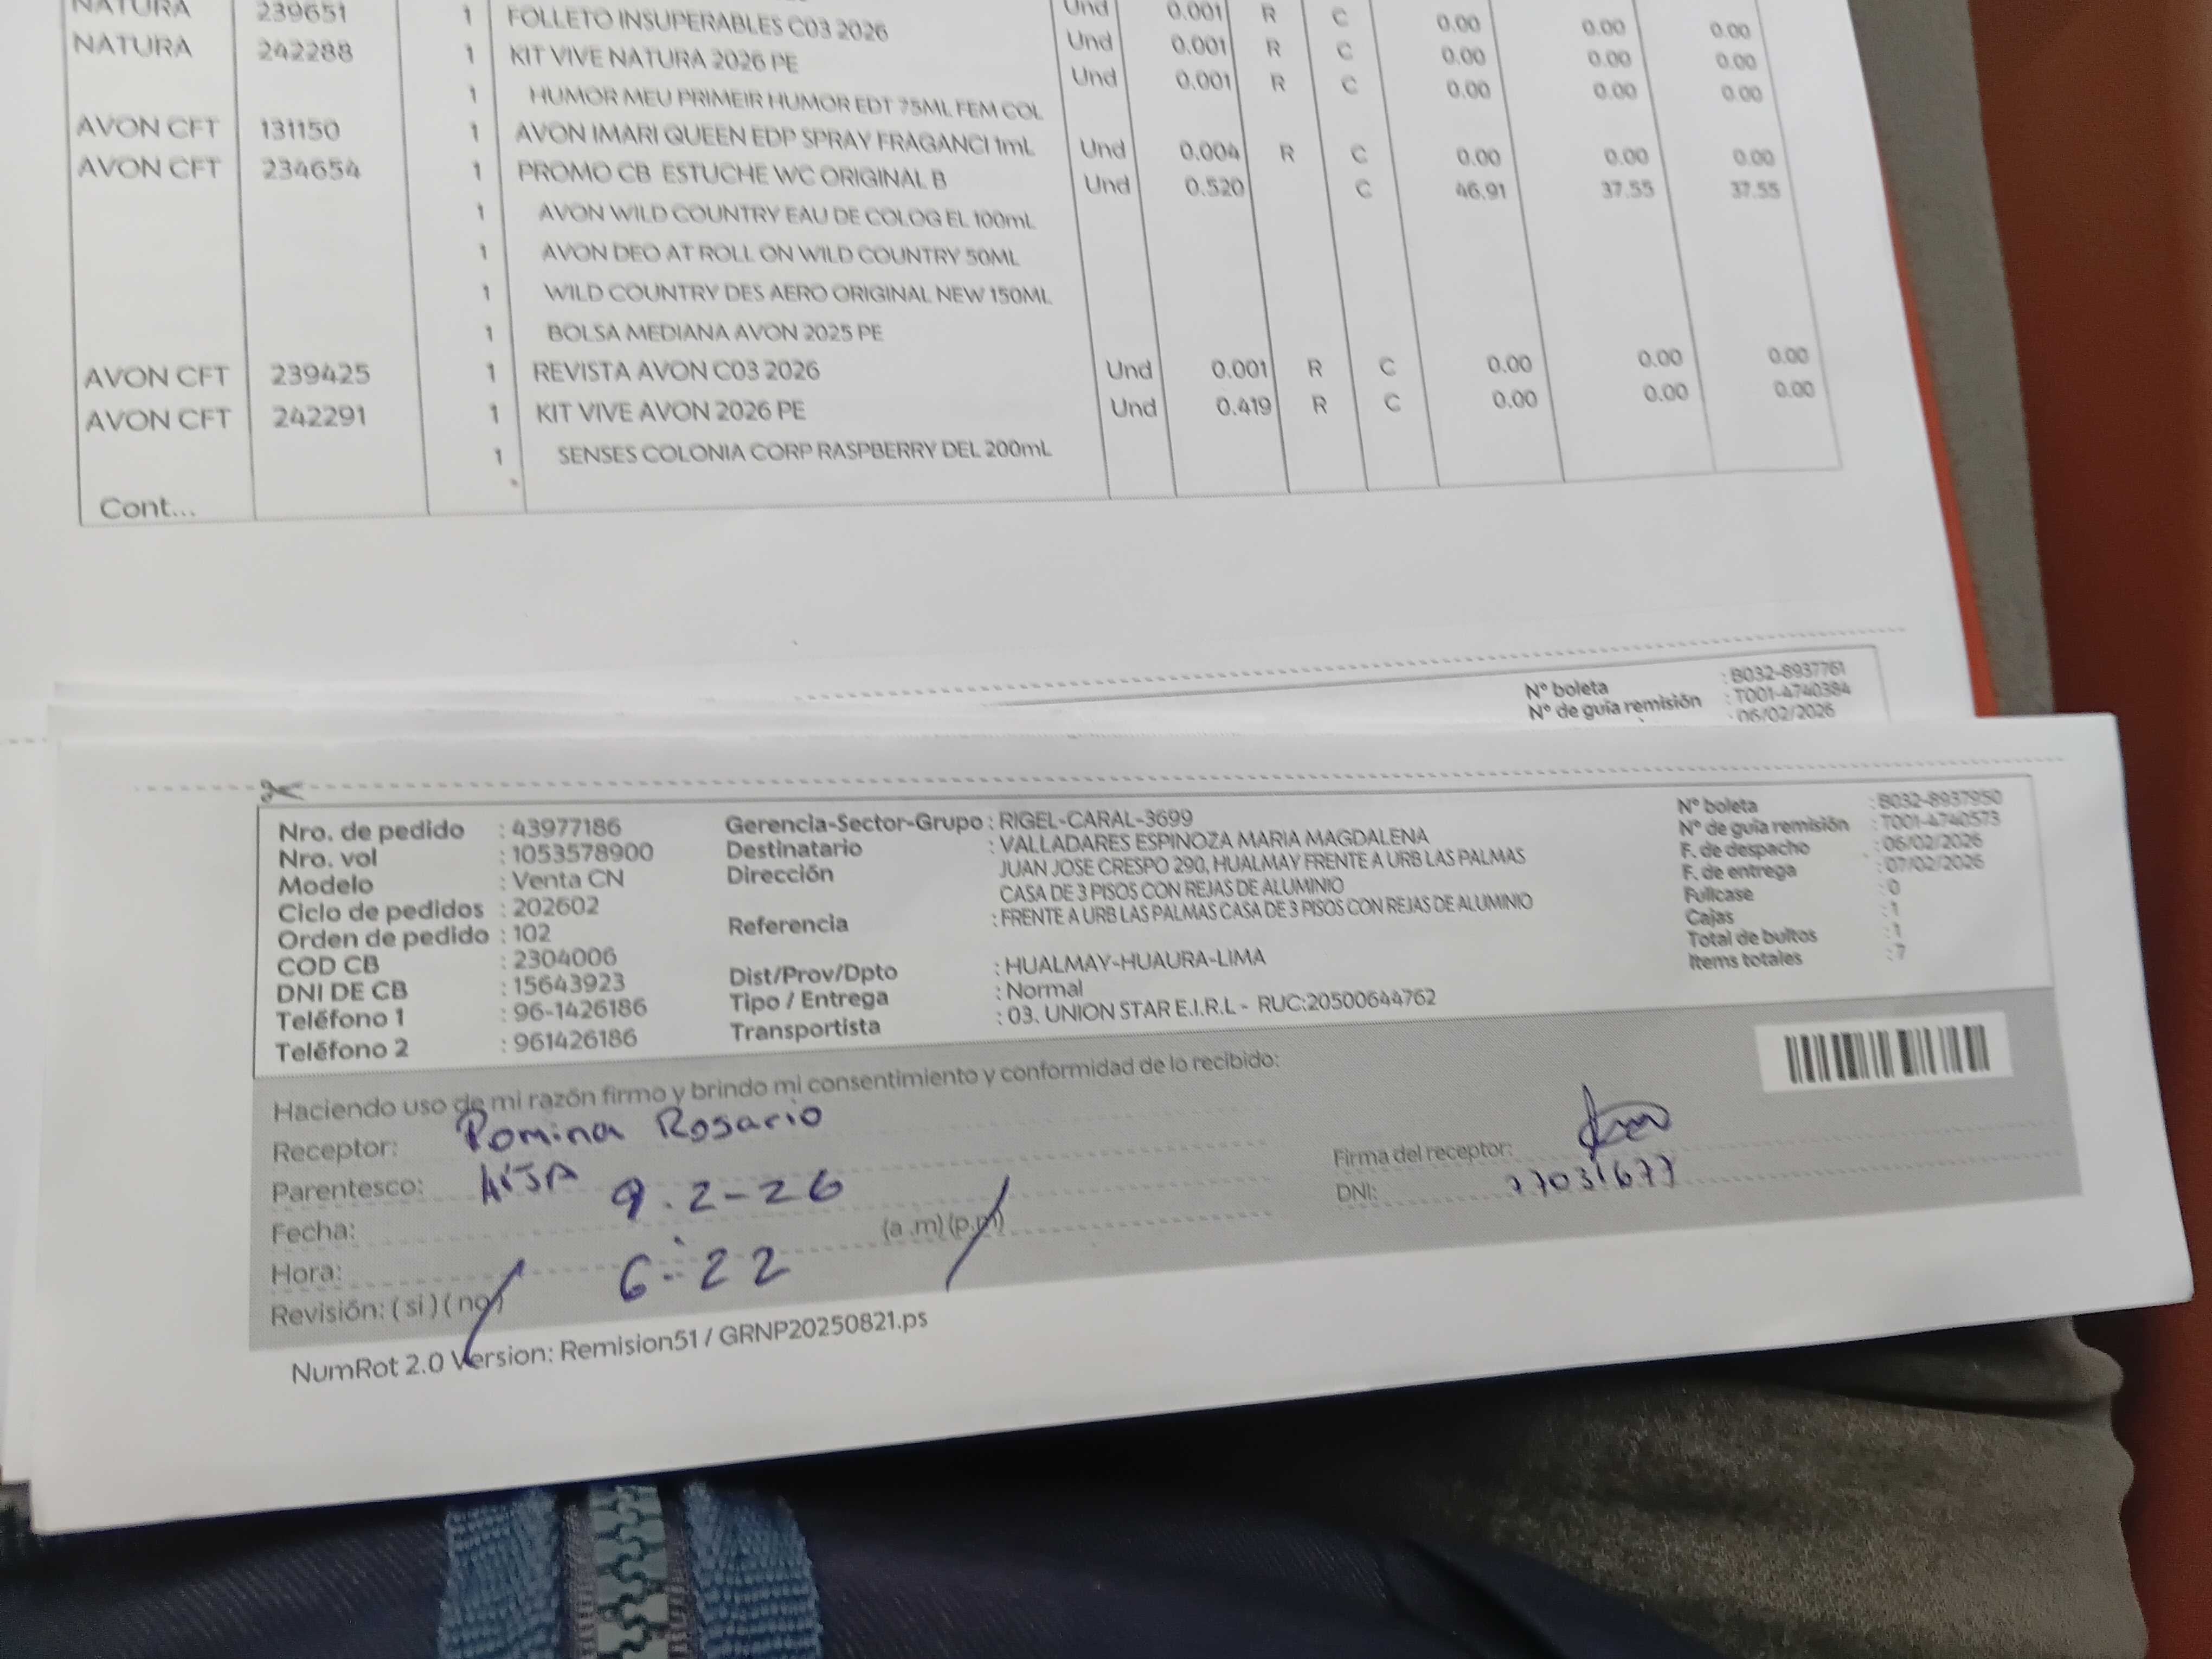 NATURA 239651 1 FOLLETO INSUPERABLES C03 2026 Und 0.001 R C 0.00 0.00 0.00
NATURA 242288 1 KIT VIVE NATURA 2026 PE Und 0.001 R C 0.00 0.00 0.00
1 HUMOR MEU PRIMEIR HUMOR EDT 75ML FEM COL Und 0.001 R C 0.00 0.00 0.00
AVON CFT 131150 1 AVON IMARI QUEEN EDP SPRAY FRAGANCI 1mL Und 0.004 R C 0.00 0.00 0.00
AVON CFT 234654 1 PROMO CB ESTUCHE WC ORIGINAL B Und 0.520 C 46.91 37.55 37.55
1 AVON WILD COUNTRY EAU DE COLOG EL 100mL
1 AVON DEO AT ROLL ON WILD COUNTRY 50ML
1 WILD COUNTRY DES AERO ORIGINAL NEW 150ML
1 BOLSA MEDIANA AVON 2025 PE
AVON CFT 239425 1 REVISTA AVON C03 2026 Und 0.001 R C 0.00 0.00 0.00
AVON CFT 242291 1 KIT VIVE AVON 2026 PE Und 0.419 R C 0.00 0.00 0.00
1 SENSES COLONIA CORP RASPBERRY DEL 200mL
Cont...
N° boleta : B032-8937761
N° de guía remisión : T001-4740384
: 06/02/2026
Nro. de pedido : 43977186
Nro. vol : 1053578900
Modelo : Venta CN
Ciclo de pedidos : 202602
Orden de pedido : 102
COD CB : 2304006
DNI DE CB : 15643923
Teléfono 1 : 96-1426186
Teléfono 2 : 961426186
Gerencia-Sector-Grupo : RIGEL-CARAL-3699
Destinatario : VALLADARES ESPINOZA MARIA MAGDALENA
Dirección JUAN JOSE CRESPO 290, HUALMAY FRENTE A URB LAS PALMAS
CASA DE 3 PISOS CON REJAS DE ALUMINIO
Referencia : FRENTE A URB LAS PALMAS CASA DE 3 PISOS CON REJAS DE ALUMINIO
Dist/Prov/Dpto : HUALMAY-HUAURA-LIMA
Tipo / Entrega : Normal
Transportista : 03. UNION STAR E.I.R.L - RUC:20500644762
N° boleta : B032-8937950
N° de guía remisión : T001-4740573
F. de despacho : 06/02/2026
F. de entrega : 07/02/2026
Fullcase : 0
Cajas : 1
Total de bultos : 1
Items totales : 7
Haciendo uso de mi razón firmo y brindo mi consentimiento y conformidad de lo recibido:
Receptor: Romina Rosario
Parentesco: HIJA
Fecha: 9.2-26
Hora: 6:22 (a .m) (p.m)
Revisión: ( si ) ( no )
Firma del receptor:
DNI:
NumRot 2.0 Version: Remision51 / GRNP20250821.ps